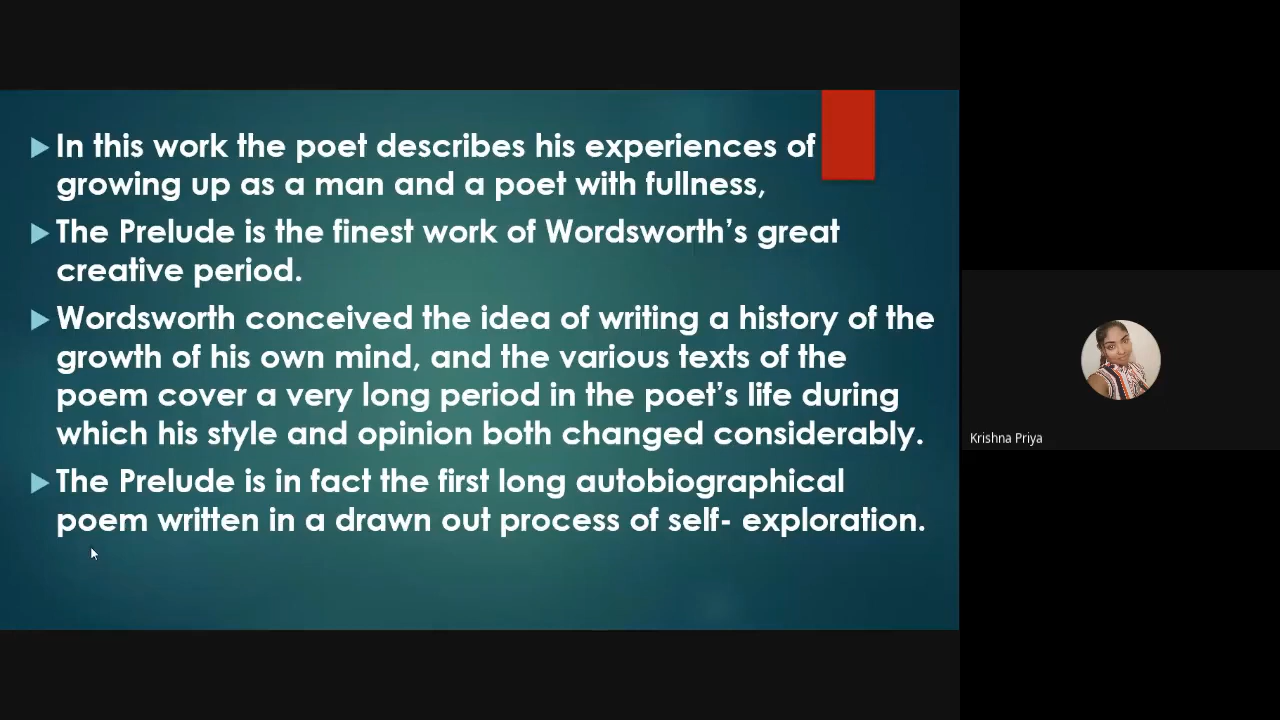 In this work the poet describes his experiences of
growing up as a man and a poet with fullness,
The Prelude is the finest work of Wordsworth’s great
creative period.
Wordsworth conceived the idea of writing a history of the
growth of his own mind, and the various texts of the
poem cover a very long period in the poet’s life during
which his style and opinion both changed considerably.
The Prelude is in fact the first long autobiographical
poem written in a drawn out process of self- exploration.
Krishna Priya